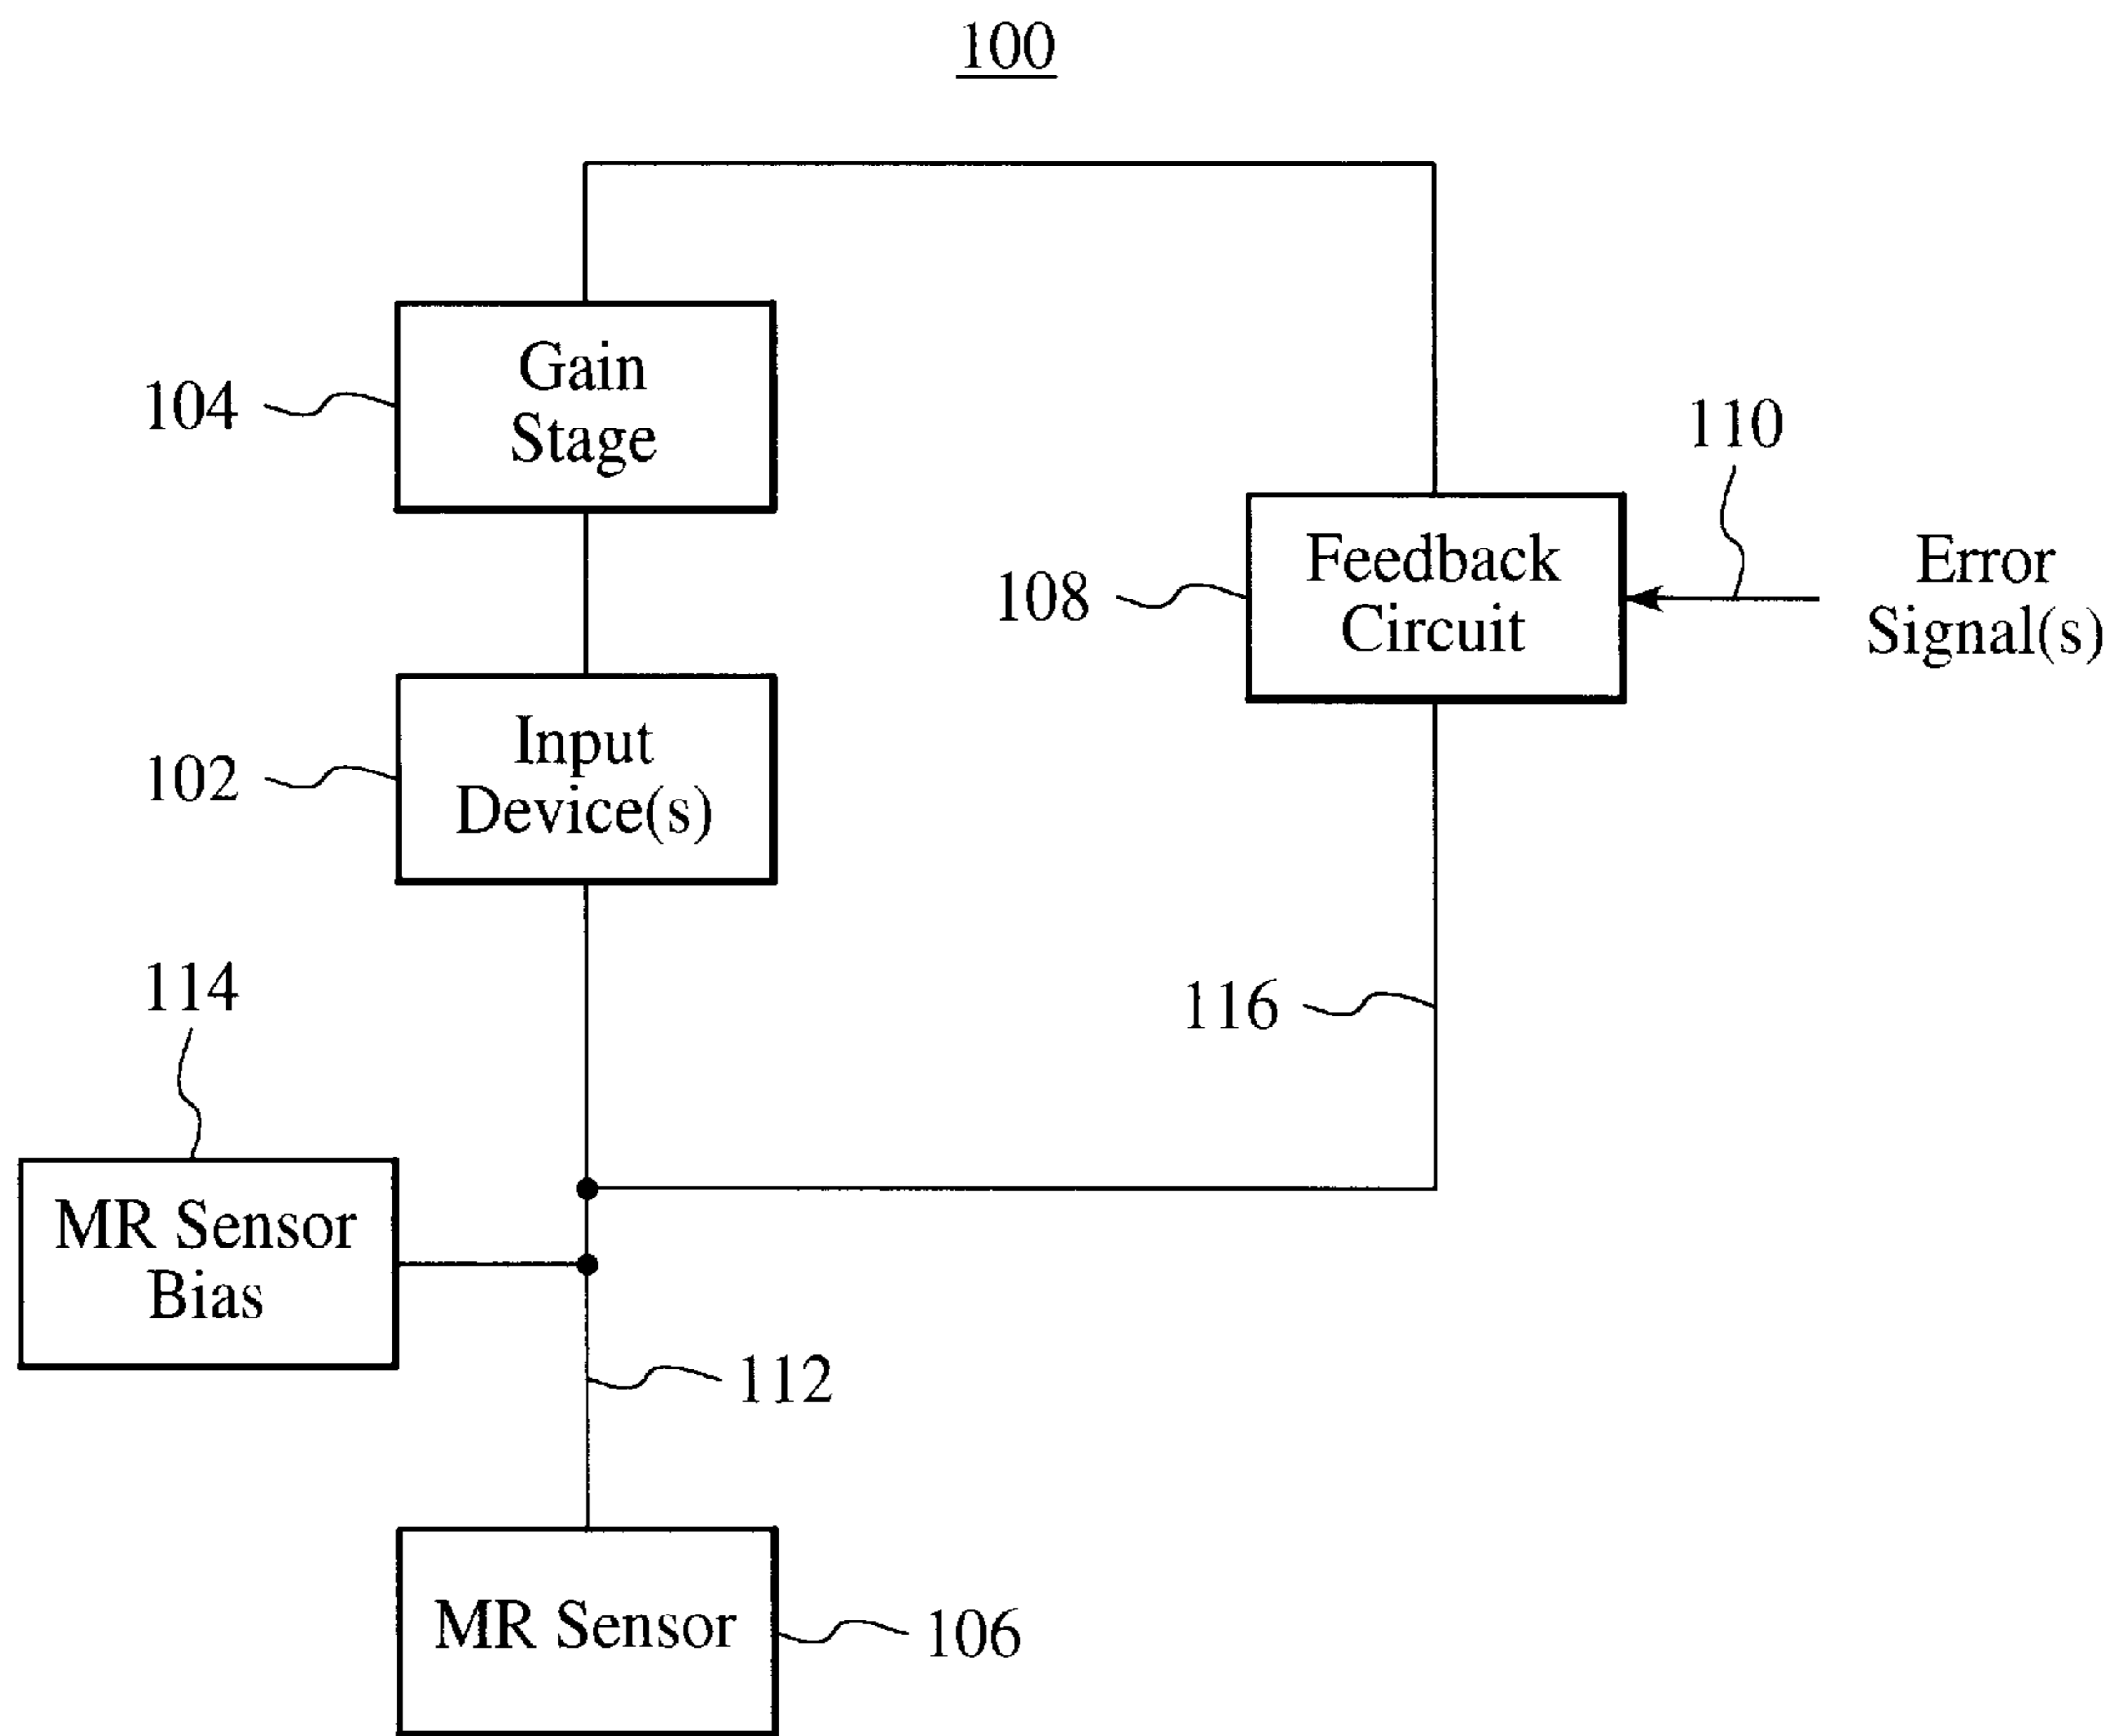 100
Gain
Stage
104
110
Feedback
Circuit
108
Error
Signal(s)
Input
Device(s)
102
114
116
MR Sensor
Bias
112
MR Sensor
106